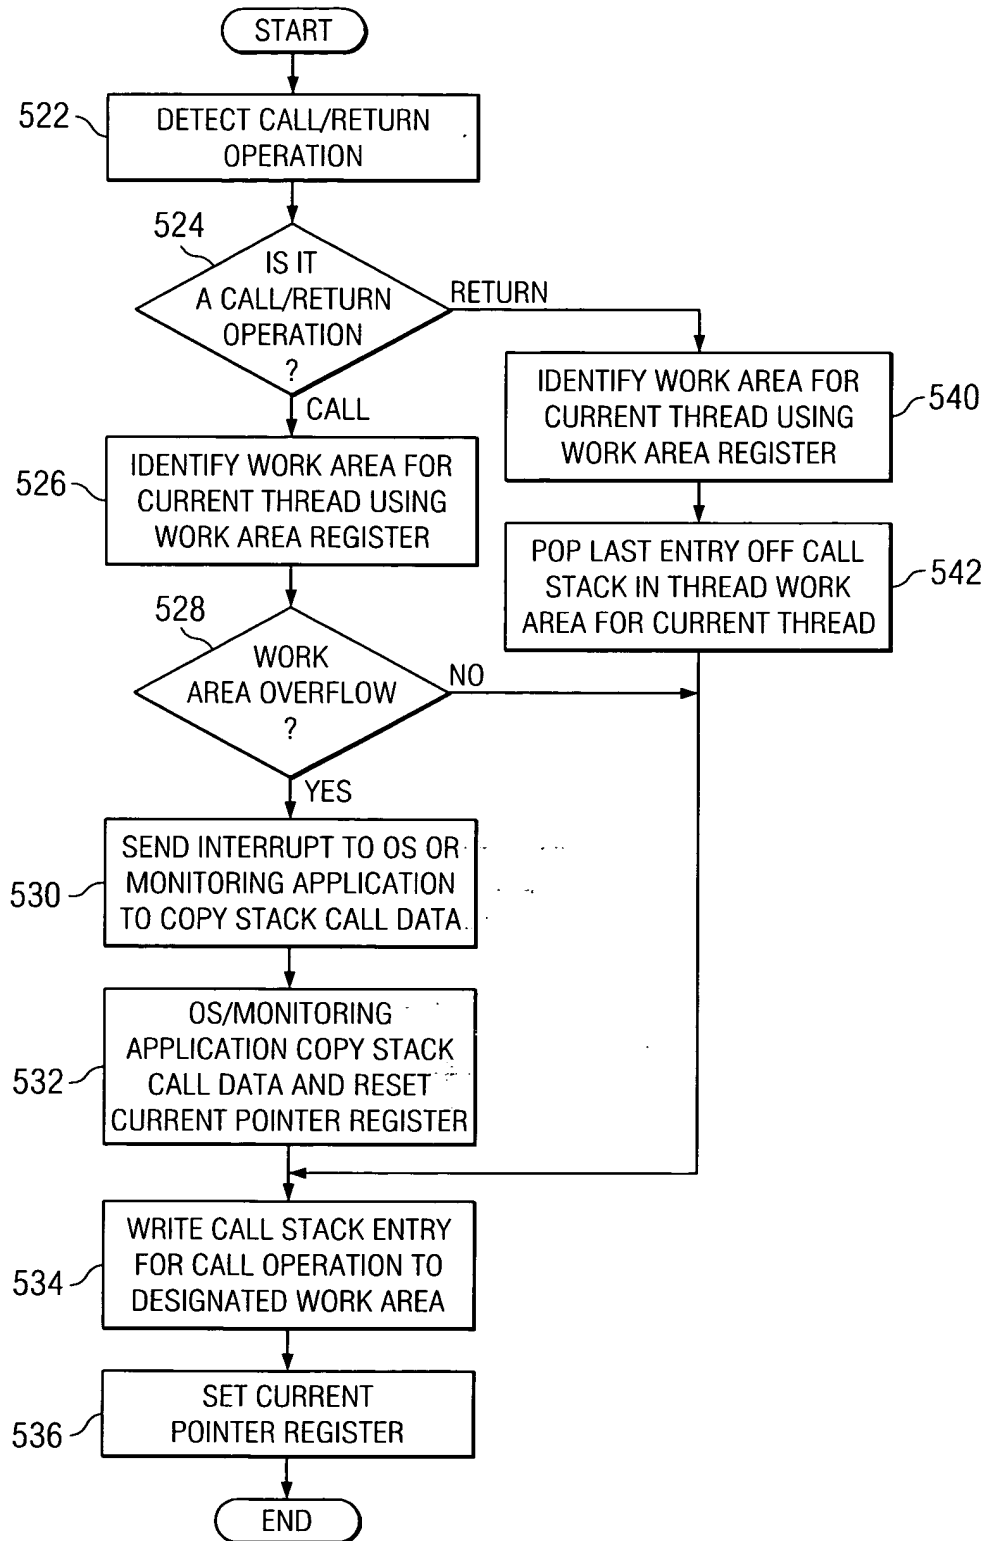 START
522
DETECT CALL/RETURN
OPERATION
524
IS IT
A CALL/RETURN
OPERATION
?
RETURN
CALL
IDENTIFY WORK AREA FOR
CURRENT THREAD USING
WORK AREA REGISTER
540
526
IDENTIFY WORK AREA FOR
CURRENT THREAD USING
WORK AREA REGISTER
POP LAST ENTRY OFF CALL
STACK IN THREAD WORK
AREA FOR CURRENT THREAD
542
528
WORK
AREA OVERFLOW
?
NO
YES
530
SEND INTERRUPT TO OS OR
MONITORING APPLICATION
TO COPY STACK CALL DATA
532
OS/MONITORING
APPLICATION COPY STACK
CALL DATA AND RESET
CURRENT POINTER REGISTER
534
WRITE CALL STACK ENTRY
FOR CALL OPERATION TO
DESIGNATED WORK AREA
536
SET CURRENT
POINTER REGISTER
END